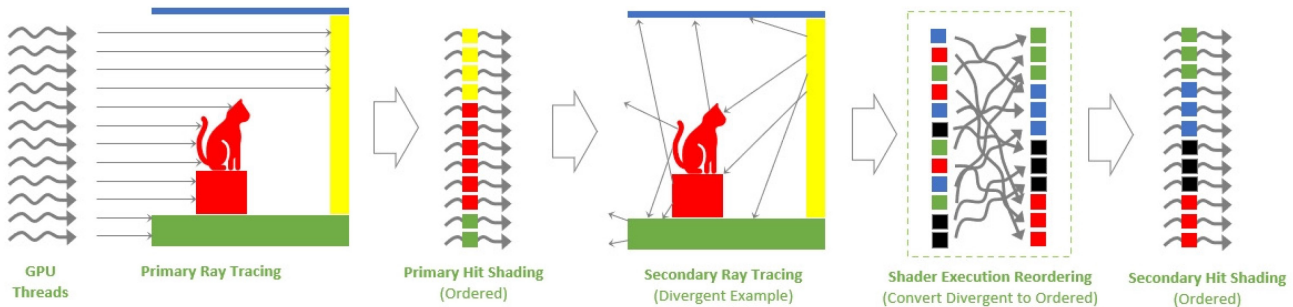 GPU
Threads
Primary Ray Tracing
Primary Hit Shading
(Ordered)
Secondary Ray Tracing
(Divergent Example)
Shader Execution Reordering
(Convert Divergent to Ordered)
Secondary Hit Shading
(Ordered)